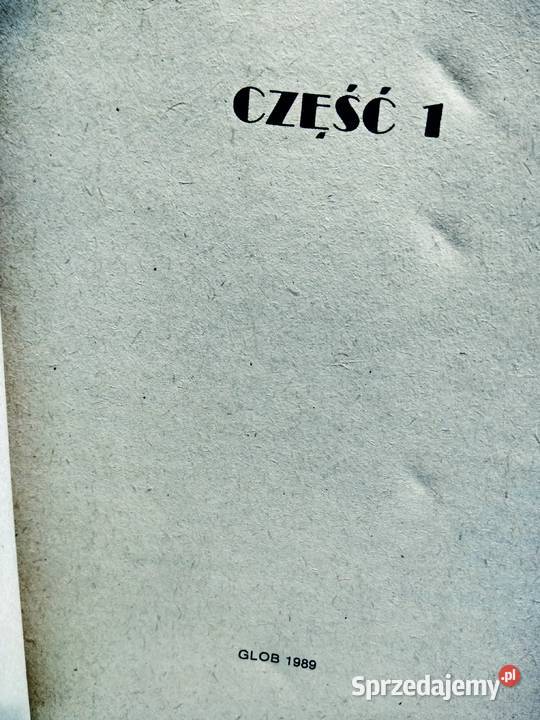 CZĘŚĆ 1
GLOB 1989
Sprzedajemy.pl